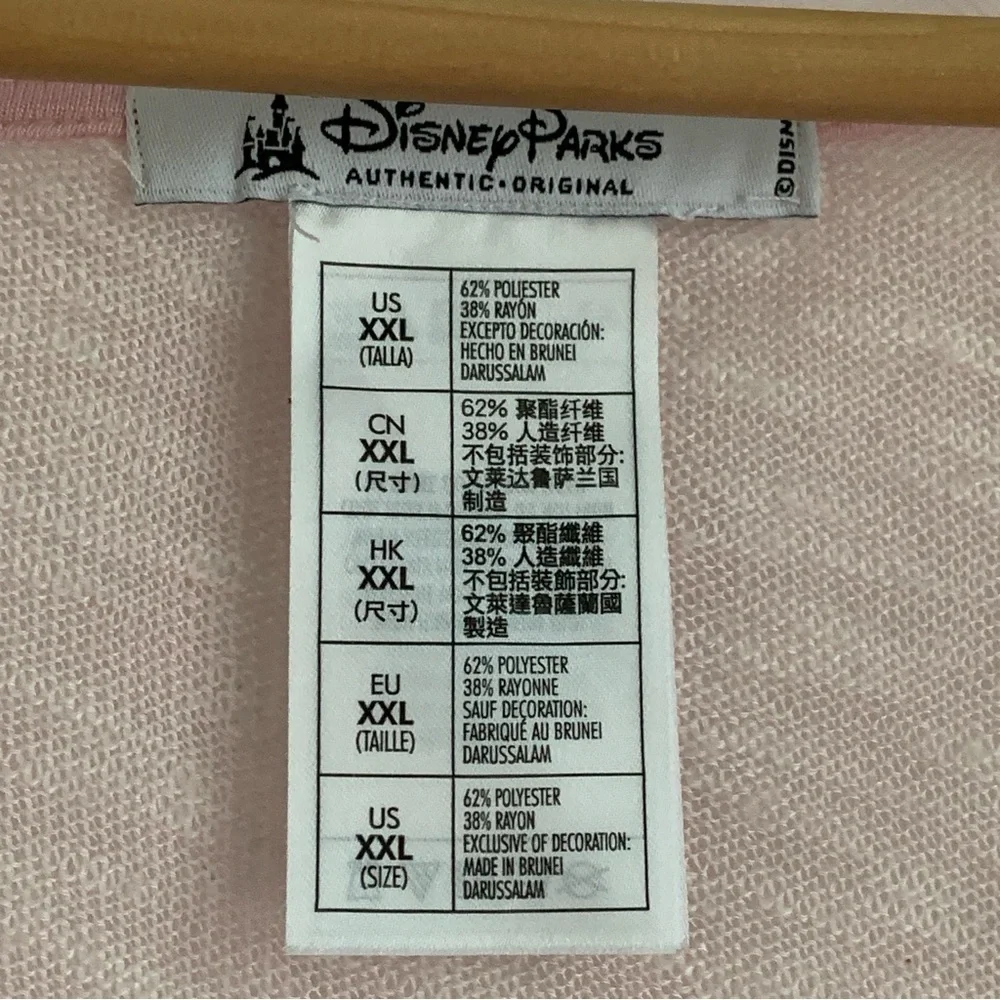 DISNEY PARKS
AUTHENTIC·ORIGINAL
©DISN
US
XXL
(TALLA)
62% POLIESTER
38% RAYÓN
EXCEPTO DECORACIÓN:
HECHO EN BRUNEI
DARUSSALAM
CN
XXL
(尺寸)
62% 聚酯纤维
38% 人造纤维
不包括装饰部分:
文莱达鲁萨兰国
制造
HK
XXL
(尺寸)
62% 聚酯纖維
38% 人造纖維
不包括裝飾部分:
文萊達魯薩蘭國
製造
EU
XXL
(TAILLE)
62% POLYESTER
38% RAYONNE
SAUF DECORATION:
FABRIQUÉ AU BRUNEI
DARUSSALAM
US
XXL
(SIZE)
62% POLYESTER
38% RAYON
EXCLUSIVE OF DECORATION:
MADE IN BRUNEI
DARUSSALAM